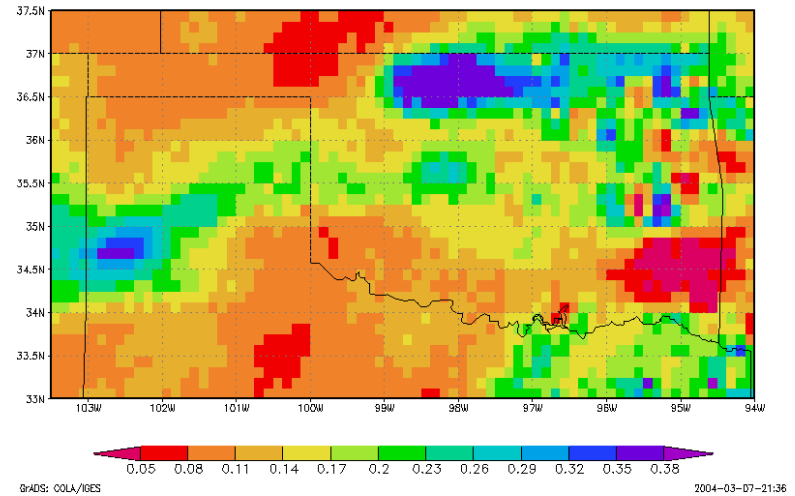 37.5N
37N
36.5N
36N
35.5N
35N
34.5N
34N
33.5N
33N
103W 102W 101W 100W 99W 98W 97W 96W 95W 94W
0.05 0.08 0.11 0.14 0.17 0.2 0.23 0.26 0.29 0.32 0.35 0.38
GrADS: COLA/IGES 2004-03-07-21:36